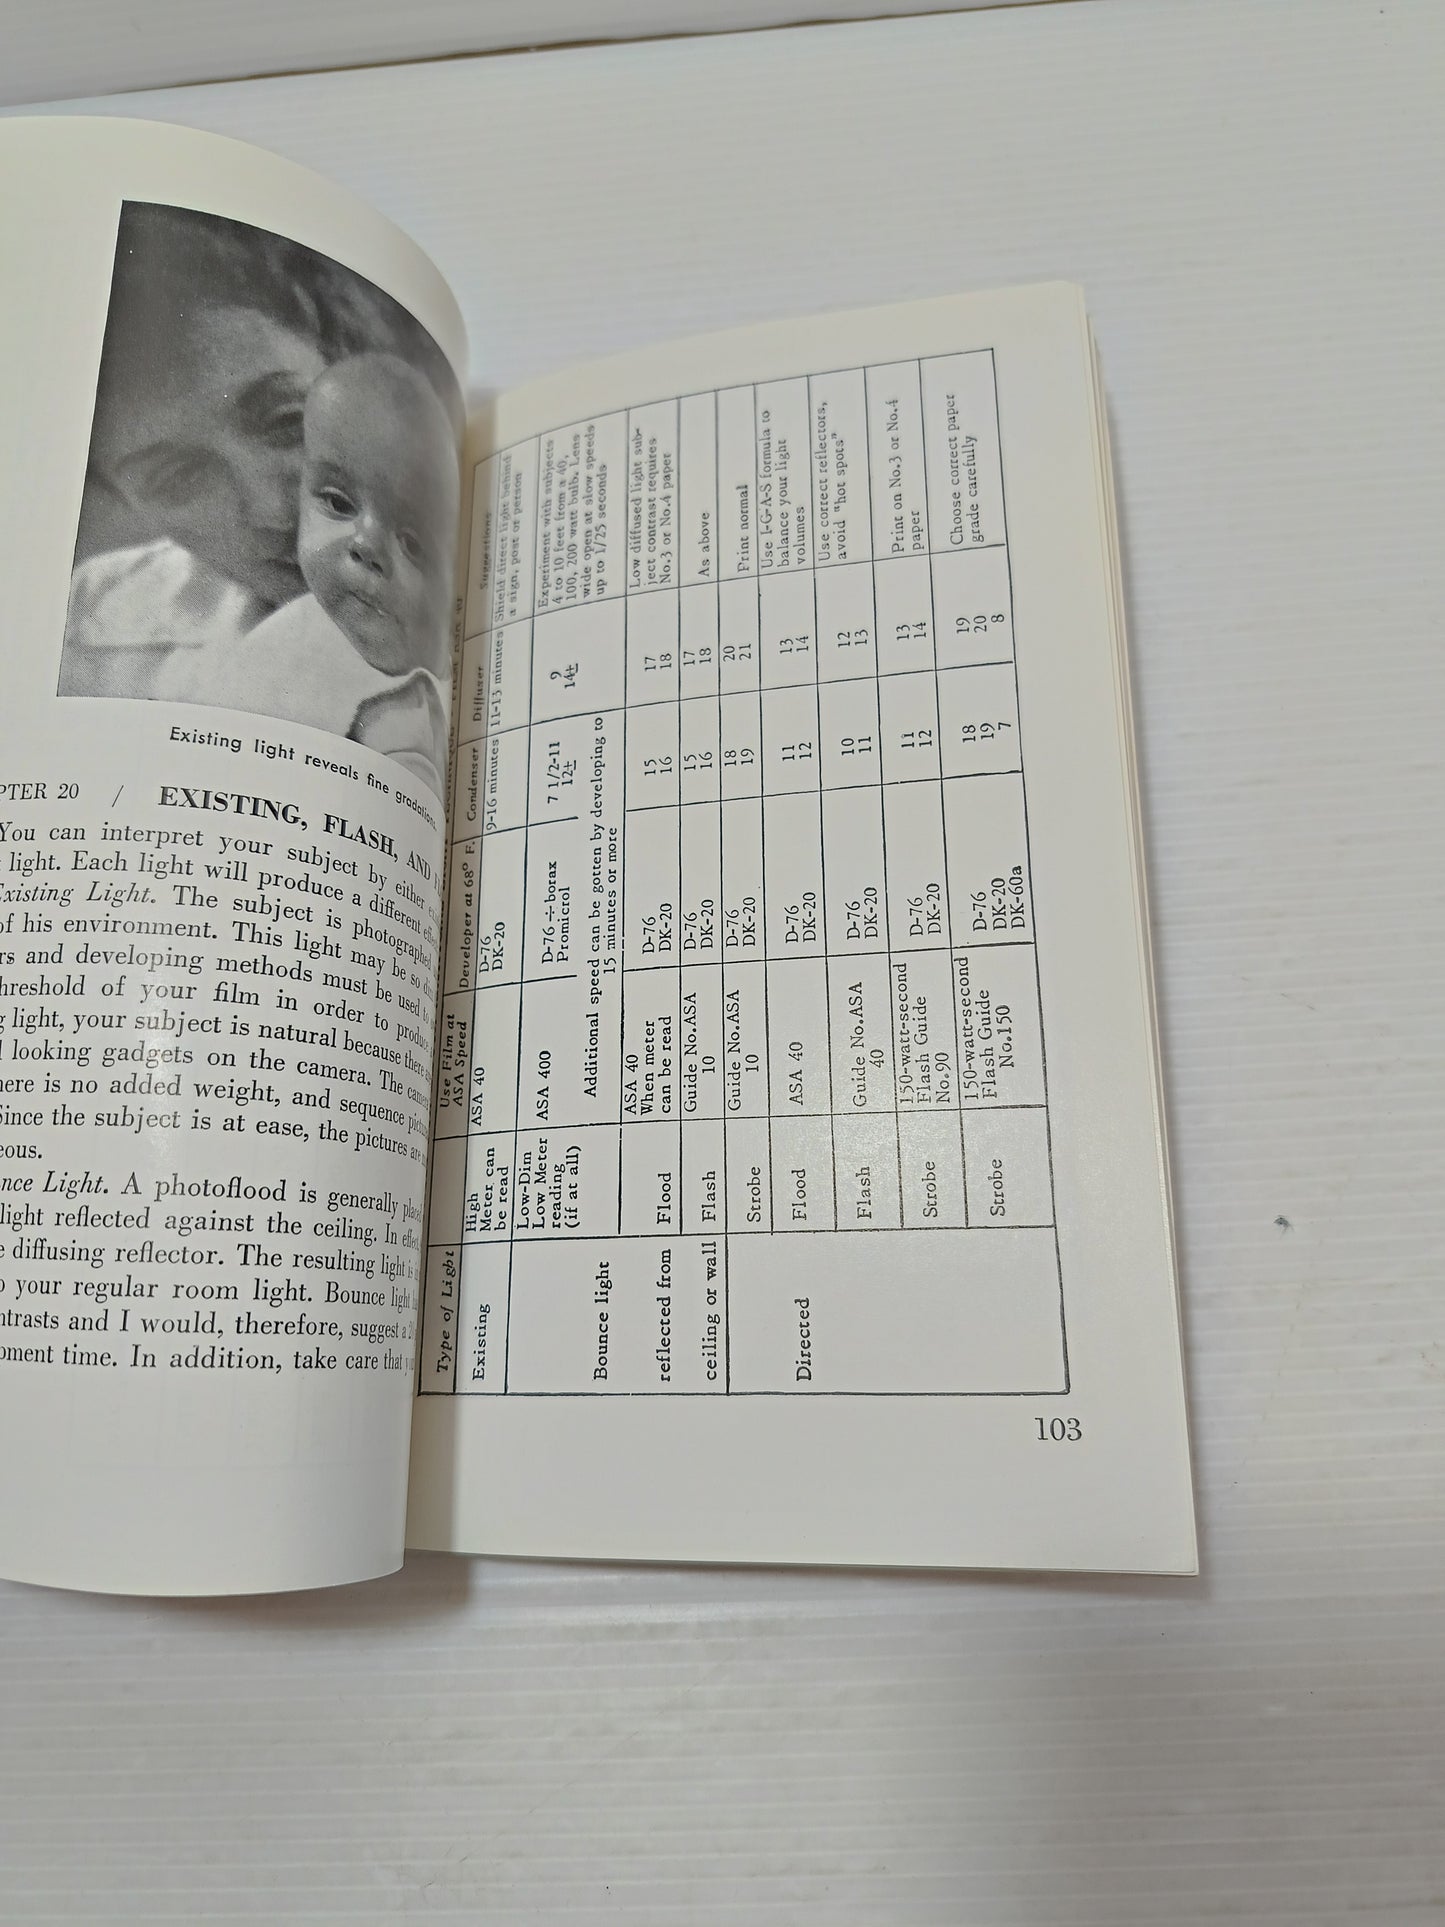 Existing light reveals fine gradations.
PTER 20 / EXISTING, FLASH, AND
You can interpret your subject by either
light. Each light will produce a different
Existing Light. The subject is photographed
of his environment. This light may be so
rs and developing methods must be used to
hreshold of your film in order to produce
g light, your subject is natural because there
l looking gadgets on the camera. The
here is no added weight, and sequence
Since the subject is at ease, the pictures are
eous.
nce Light. A photoflood is generally
light reflected against the ceiling. In
e diffusing reflector. The resulting light is
o your regular room light. Bounce light
ntrasts and I would, therefore, suggest a
pment time. In addition, take care that
Type of Light Use Film at ASA Speed Developer at 68° F. Condenser Diffuser Suggestions
Existing
High
Meter can
be read
ASA 40
D-76
DK-20
9-16 minutes
11-13 minutes
Shield direct light behind
a sign, post or person
Low-Dim
Low Meter
reading
(if at all)
ASA 400
D-76 ÷ borax
Promicrol
7 1/2-11
12±
9
14±
Experiment with subjects
4 to 10 feet from a 40,
100, 200 watt bulb. Lens
wide open at slow speeds
up to 1/25 seconds
Additional speed can be gotten by developing to
15 minutes or more
Bounce light
reflected from
ceiling or wall
Flood
ASA 40
When meter
can be read
D-76
DK-20
15
16
17
18
Low diffused light sub-
ject contrast requires
No.3 or No.4 paper
Flash
Guide No.ASA
10
D-76
DK-20
15
16
17
18
As above
Strobe
Guide No.ASA
10
D-76
DK-20
18
19
20
21
Print normal
Directed
Flood
ASA 40
D-76
DK-20
11
12
13
14
Use I-G-A-S formula to
balance your light
volumes
Flash
Guide No.ASA
40
D-76
DK-20
10
11
12
13
Use correct reflectors,
avoid "hot spots"
Strobe
150-watt-second
Flash Guide
No.90
D-76
DK-20
11
12
13
14
Print on No.3 or No.4
paper
Strobe
150-watt-second
Flash Guide
No.150
D-76
DK-20
DK-60a
18
19
7
19
20
8
Choose correct paper
grade carefully
103